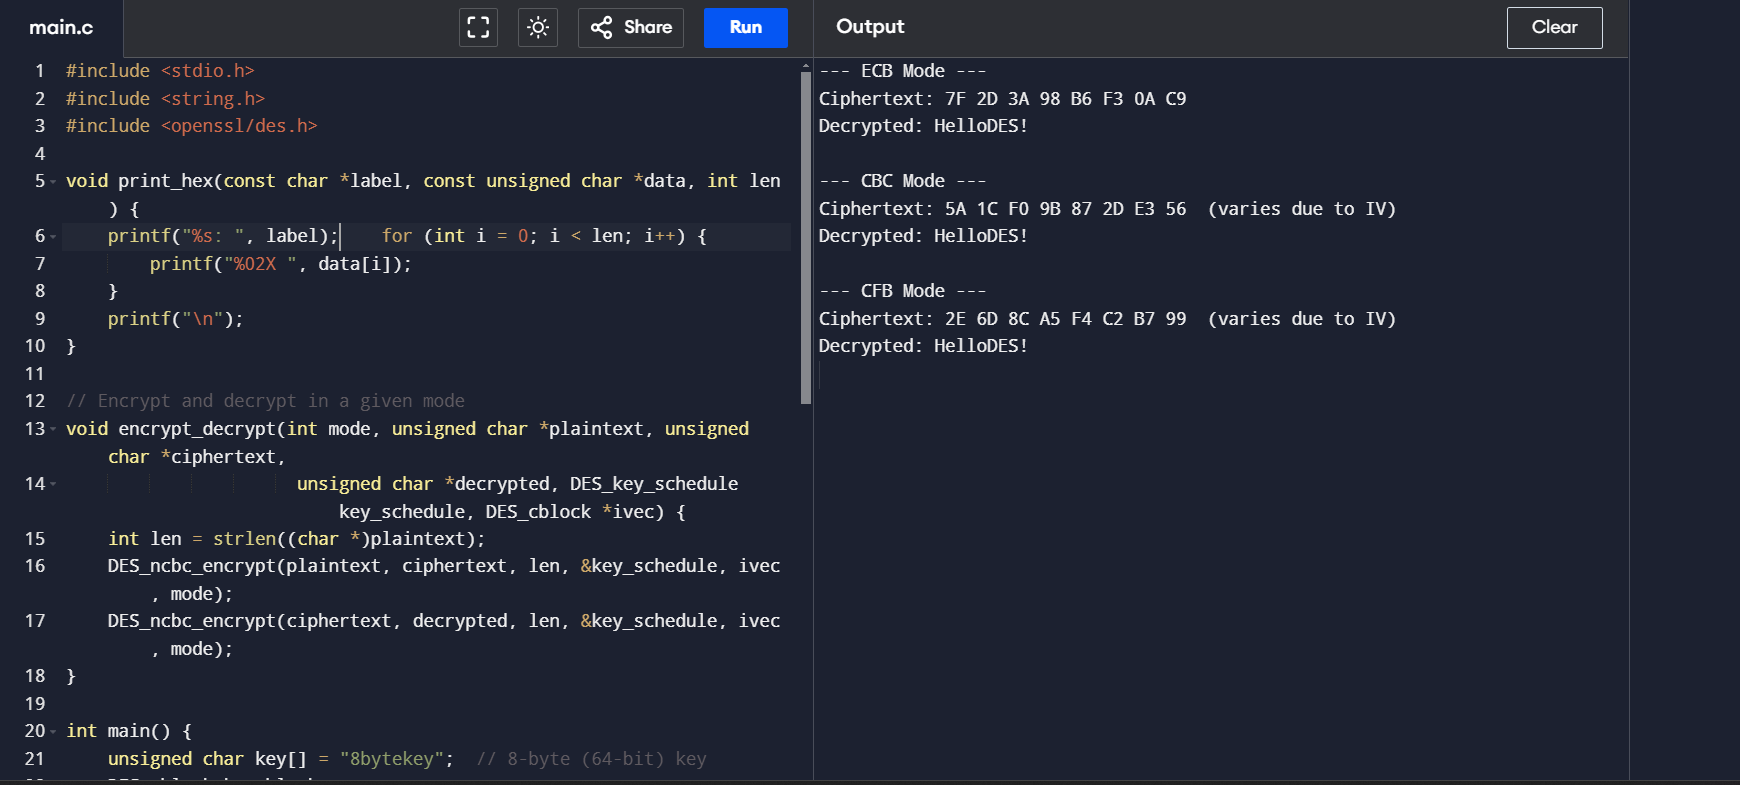 main.c
Share
Run
Output
Clear
1 #include <stdio.h>
2 #include <string.h>
3 #include <openssl/des.h>
4
5 void print_hex(const char *label, const unsigned char *data, int len
) {
6 printf("%s: ", label);    for (int i = 0; i < len; i++) {
7 printf("%02X ", data[i]);
8 }
9 printf("\n");
10 }
11
12 // Encrypt and decrypt in a given mode
13 void encrypt_decrypt(int mode, unsigned char *plaintext, unsigned
char *ciphertext,
14 unsigned char *decrypted, DES_key_schedule
key_schedule, DES_cblock *ivec) {
15 int len = strlen((char *)plaintext);
16 DES_ncbc_encrypt(plaintext, ciphertext, len, &key_schedule, ivec
, mode);
17 DES_ncbc_encrypt(ciphertext, decrypted, len, &key_schedule, ivec
, mode);
18 }
19
20 int main() {
21 unsigned char key[] = "8bytekey";  // 8-byte (64-bit) key
--- ECB Mode ---
Ciphertext: 7F 2D 3A 98 B6 F3 0A C9
Decrypted: HelloDES!
--- CBC Mode ---
Ciphertext: 5A 1C F0 9B 87 2D E3 56  (varies due to IV)
Decrypted: HelloDES!
--- CFB Mode ---
Ciphertext: 2E 6D 8C A5 F4 C2 B7 99  (varies due to IV)
Decrypted: HelloDES!